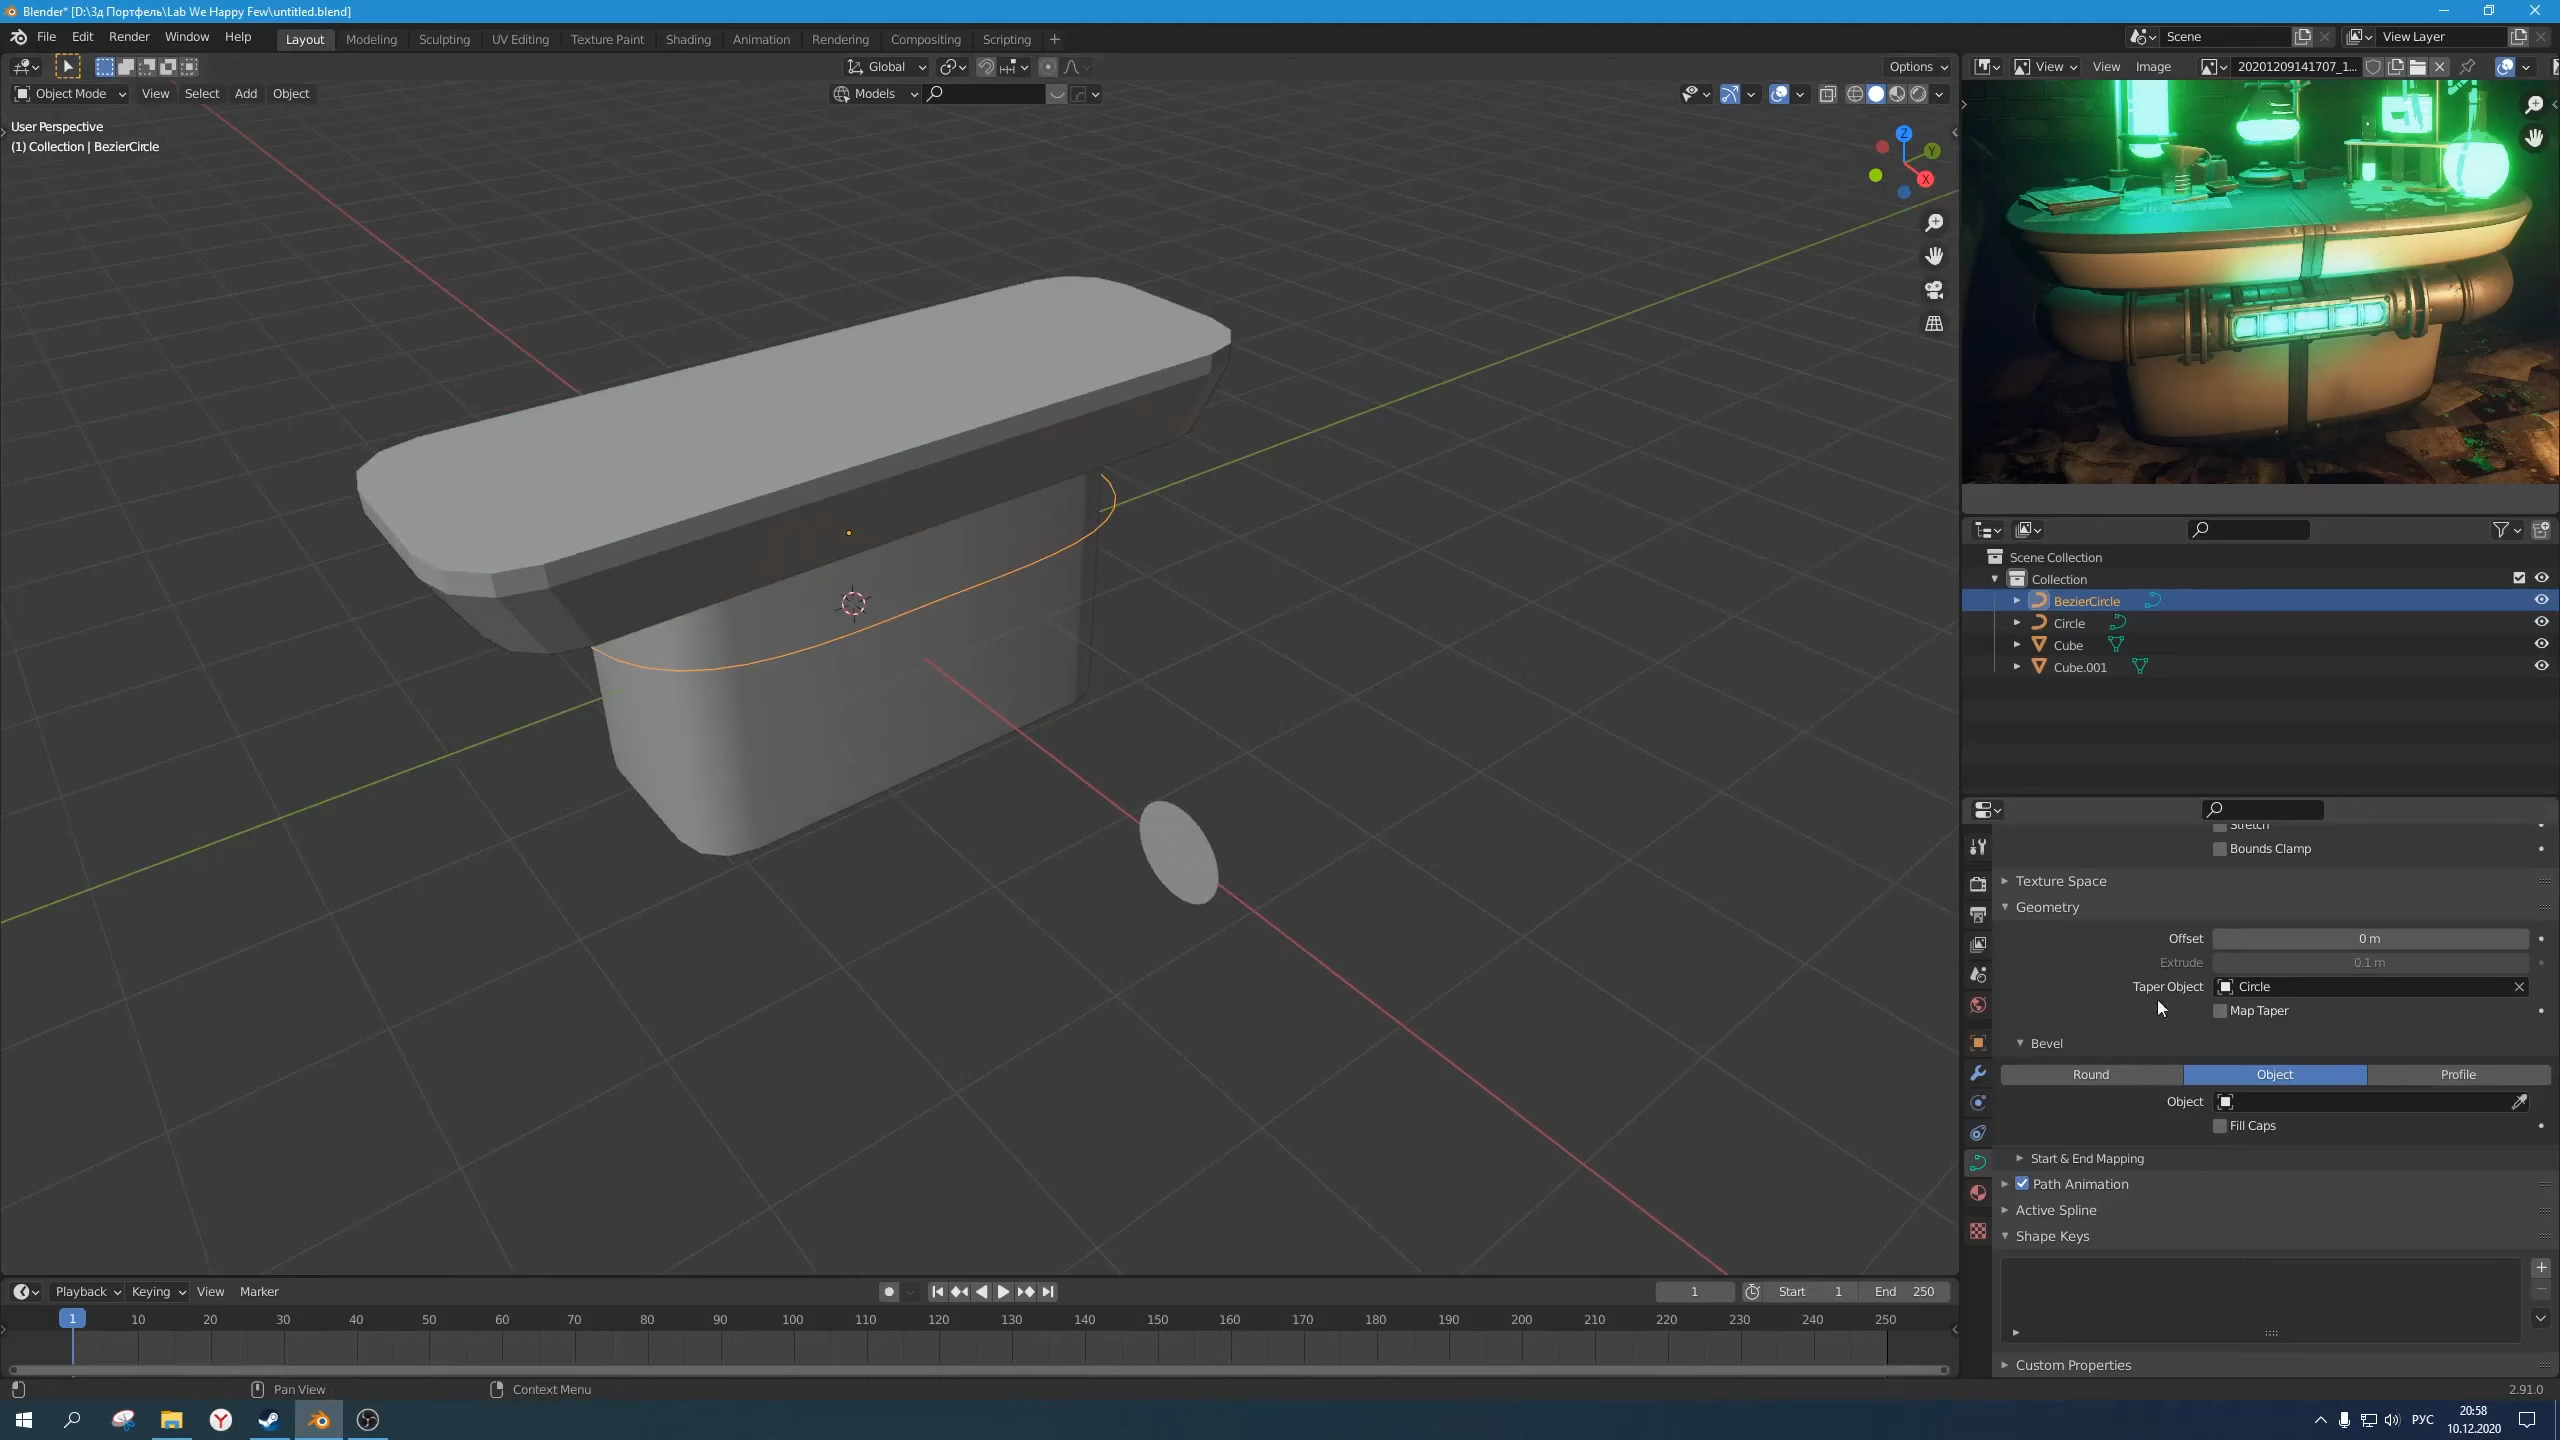 Blender* [D:\3д Портфель\Lab We Happy Few\untitled.blend]
File Edit Render Window Help Layout Modeling Sculpting UV Editing Texture Paint Shading Animation Rendering Compositing Scripting Scene View Layer
Global Options View View Image 20201209141707_1...
Object Mode View Select Add Object Models
User Perspective
(1) Collection | BezierCircle
Z
Y
X
Scene Collection
Collection
BezierCircle
Circle
Cube
Cube.001
Stretch
Bounds Clamp
Texture Space
Geometry
Offset 0 m
Extrude 0.1 m
Taper Object Circle
Map Taper
Bevel
Round Object Profile
Object
Fill Caps
Start & End Mapping
Path Animation
Active Spline
Shape Keys
Custom Properties
Playback Keying View Marker 1 Start 1 End 250
1 10 20 30 40 50 60 70 80 90 100 110 120 130 140 150 160 170 180 190 200 210 220 230 240 250
Pan View Context Menu 2.91.0
РУС 20:58
10.12.2020